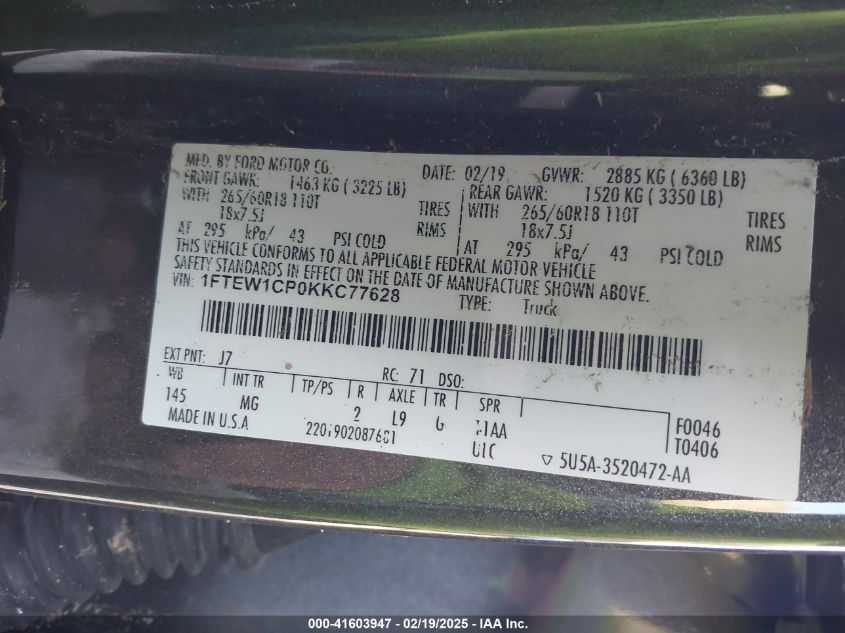 MFD. BY FORD MOTOR CO. DATE: 02/19 GVWR: 2885 KG ( 6360 LB)
FRONT GAWR: 1463 KG ( 3225 LB) REAR GAWR: 1520 KG ( 3350 LB)
WITH 265/60R18 110T TIRES WITH 265/60R18 110T TIRES
18x7.5J RIMS 18x7.5J RIMS
AT 295 kPa/ 43 PSI COLD AT 295 kPa/ 43 PSI COLD
THIS VEHICLE CONFORMS TO ALL APPLICABLE FEDERAL MOTOR VEHICLE
SAFETY STANDARDS IN EFFECT ON THE DATE OF MANUFACTURE SHOWN ABOVE.
VIN: 1FTEW1CP0KKC77628 TYPE: Truck
EXT PNT: J7 RC: 71 DSO:
WB INT TR TP/PS R AXLE TR SPR
145 MG 2 L9 G AA F0046
MADE IN U.S.A T0406
5U5A-3520472-AA
000-41603947 - 02/19/2025 - IAA Inc.